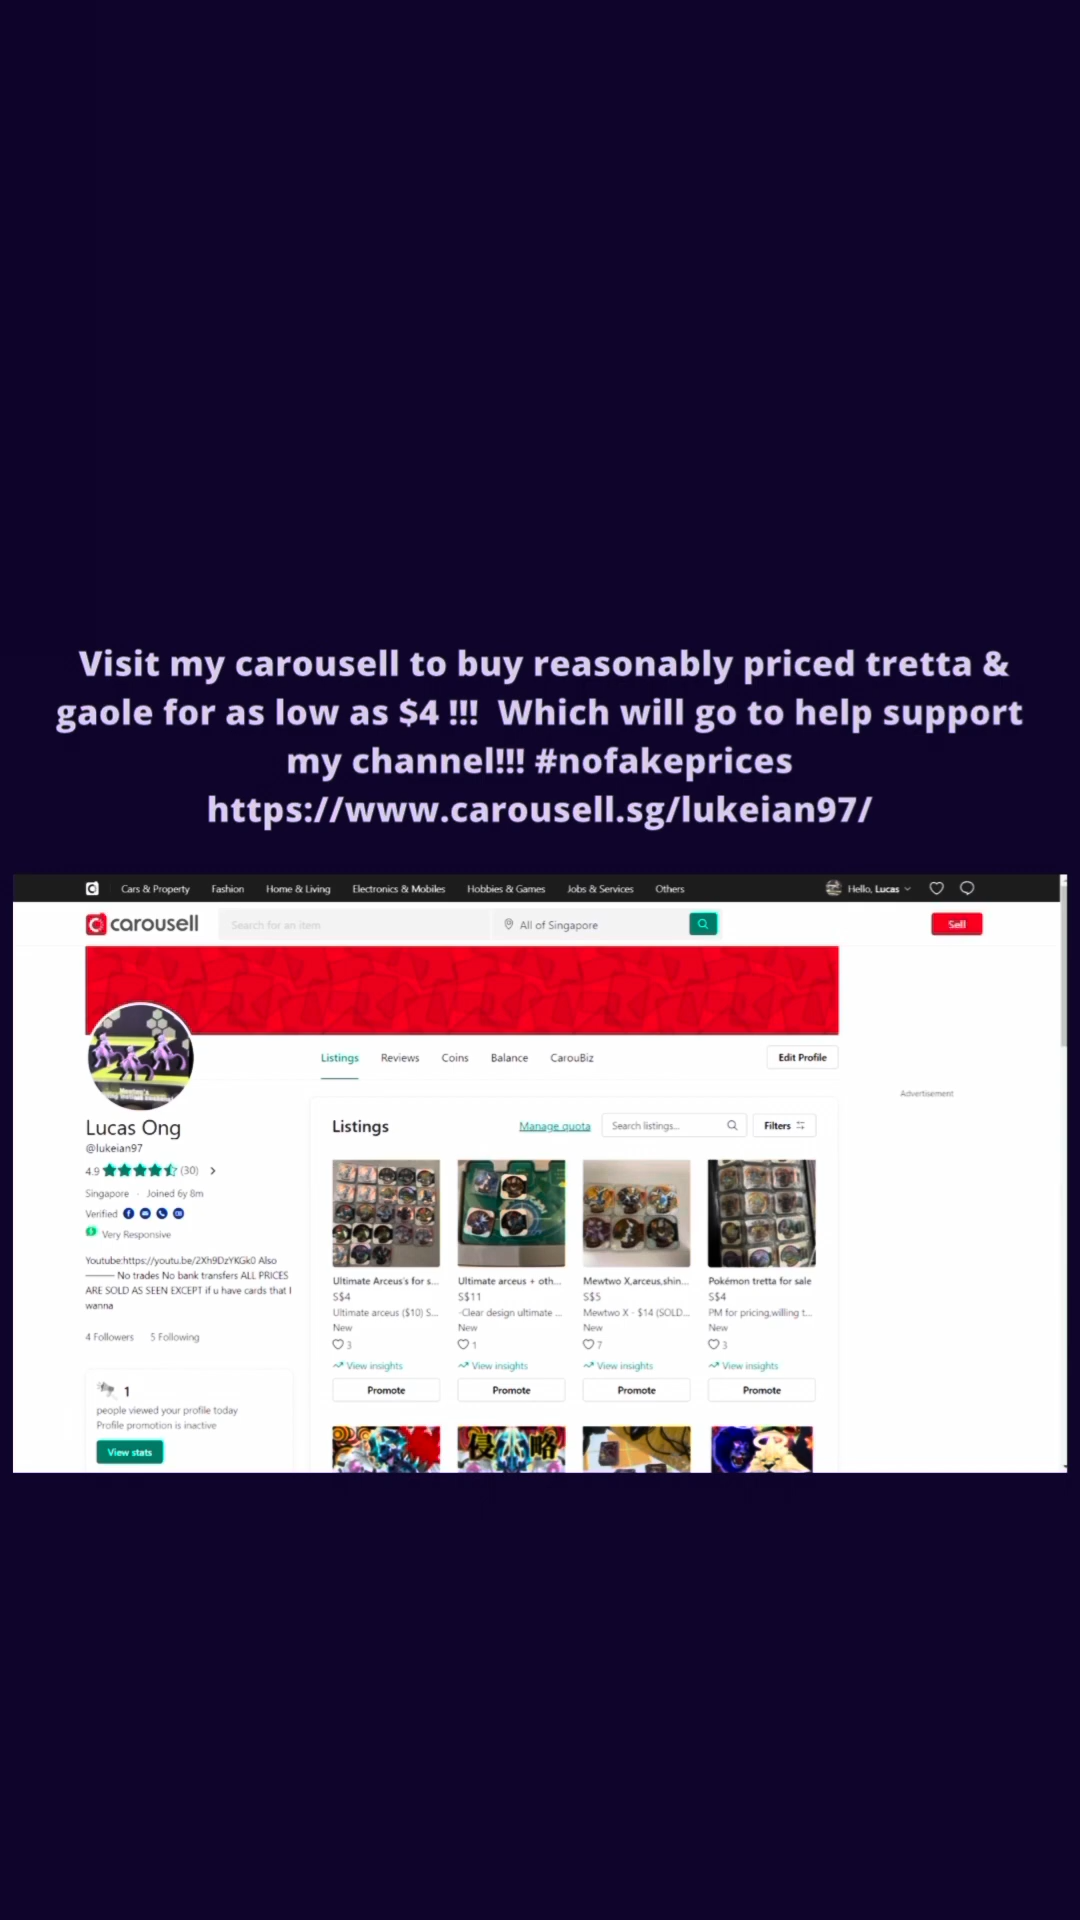 Visit my carousell to buy reasonably priced tretta &
gaole for as low as $4 !!!  Which will go to help support
my channel!!! #nofakeprices
https://www.carousell.sg/lukeian97/
Cars & Property Fashion Home & Living Electronics & Mobiles Hobbies & Games Jobs & Services Others Hello, Lucas
carousell Search for an item All of Singapore Sell
Listings Reviews Coins Balance CarouBiz Edit Profile
Advertisement
Lucas Ong
@lukeian97
4.9 (30)
Singapore · Joined 6y 8m
Verified
Very Responsive
Youtube:https://youtu.be/2Xh9DzYKGk0 Also
——— No trades No bank transfers ALL PRICES
ARE SOLD AS SEEN EXCEPT if u have cards that I
wanna
4 Followers 5 Following
1
people viewed your profile today
Profile promotion is inactive
View stats
Listings Manage quota Search listings... Filters
Ultimate Arceus's for s...
S$4
Ultimate arceus ($10) S...
New
3
View insights
Promote
Ultimate arceus + oth...
S$11
-Clear design ultimate ...
New
1
View insights
Promote
Mewtwo X,arceus,shin...
S$5
Mewtwo X - $14 (SOLD...
New
7
View insights
Promote
Pokémon tretta for sale
S$4
PM for pricing,willing t...
New
3
View insights
Promote
侵略